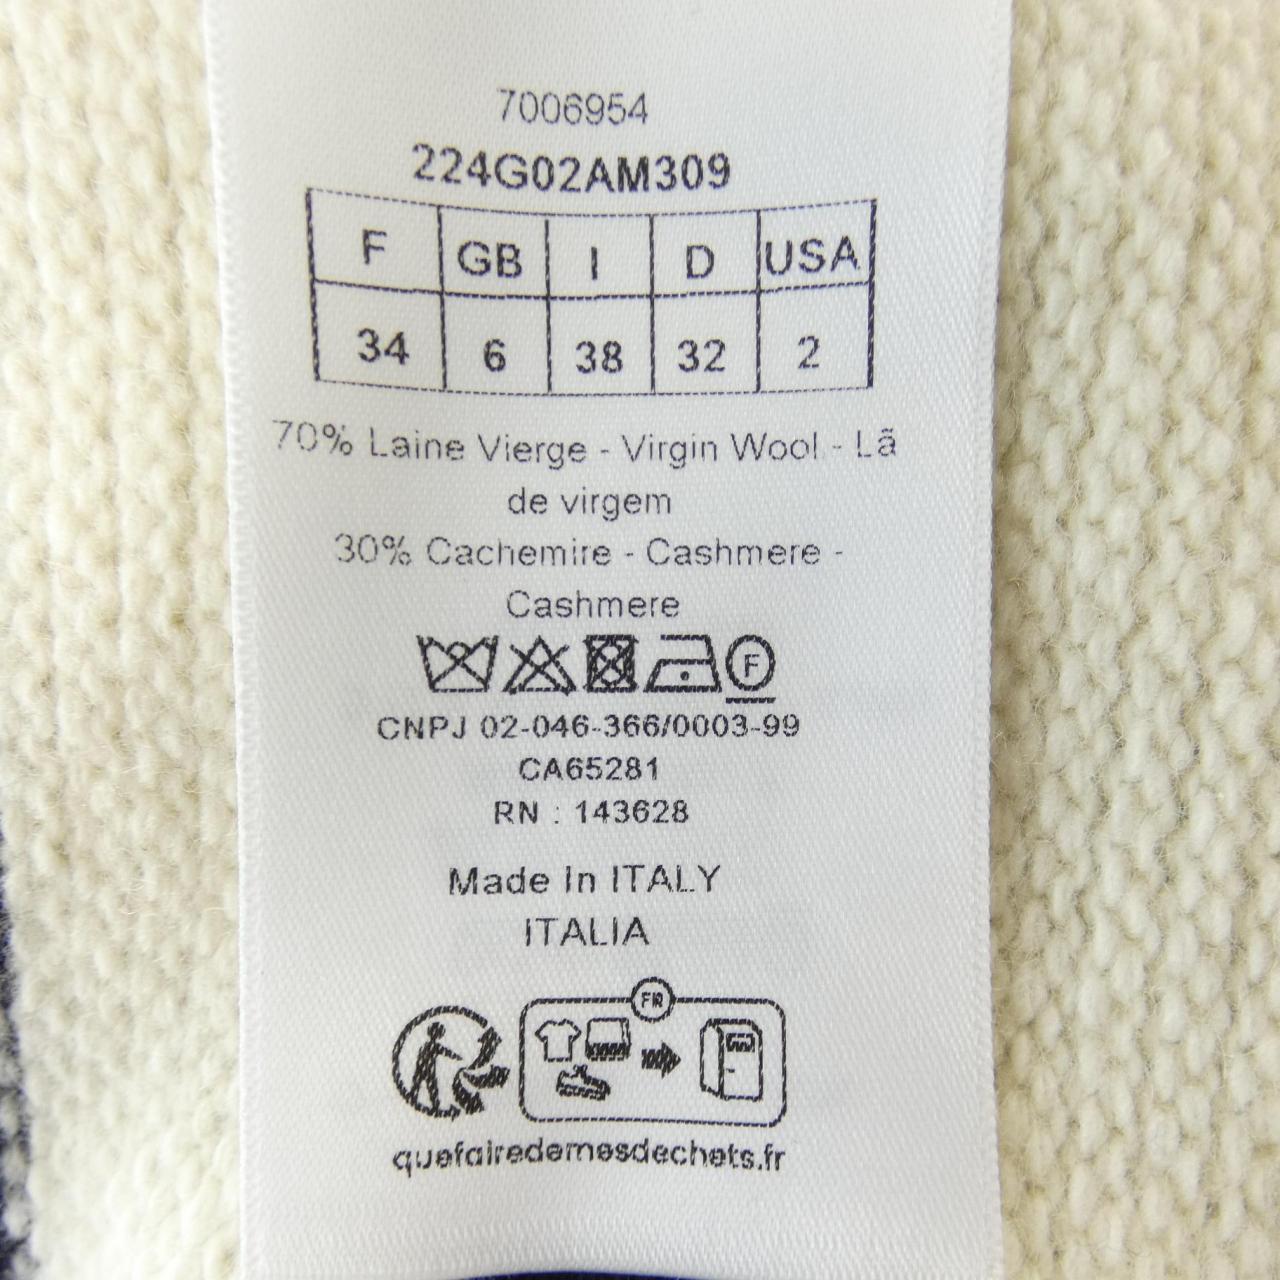 7006954
224G02AM309
F GB I D USA
34 6 38 32 2
70% Laine Vierge - Virgin Wool - Lã
de virgem
30% Cachemire - Cashmere -
Cashmere
F
CNPJ 02-046-366/0003-99
CA65281
RN : 143628
Made In ITALY
ITALIA
FR
quefairedemesdechets.fr